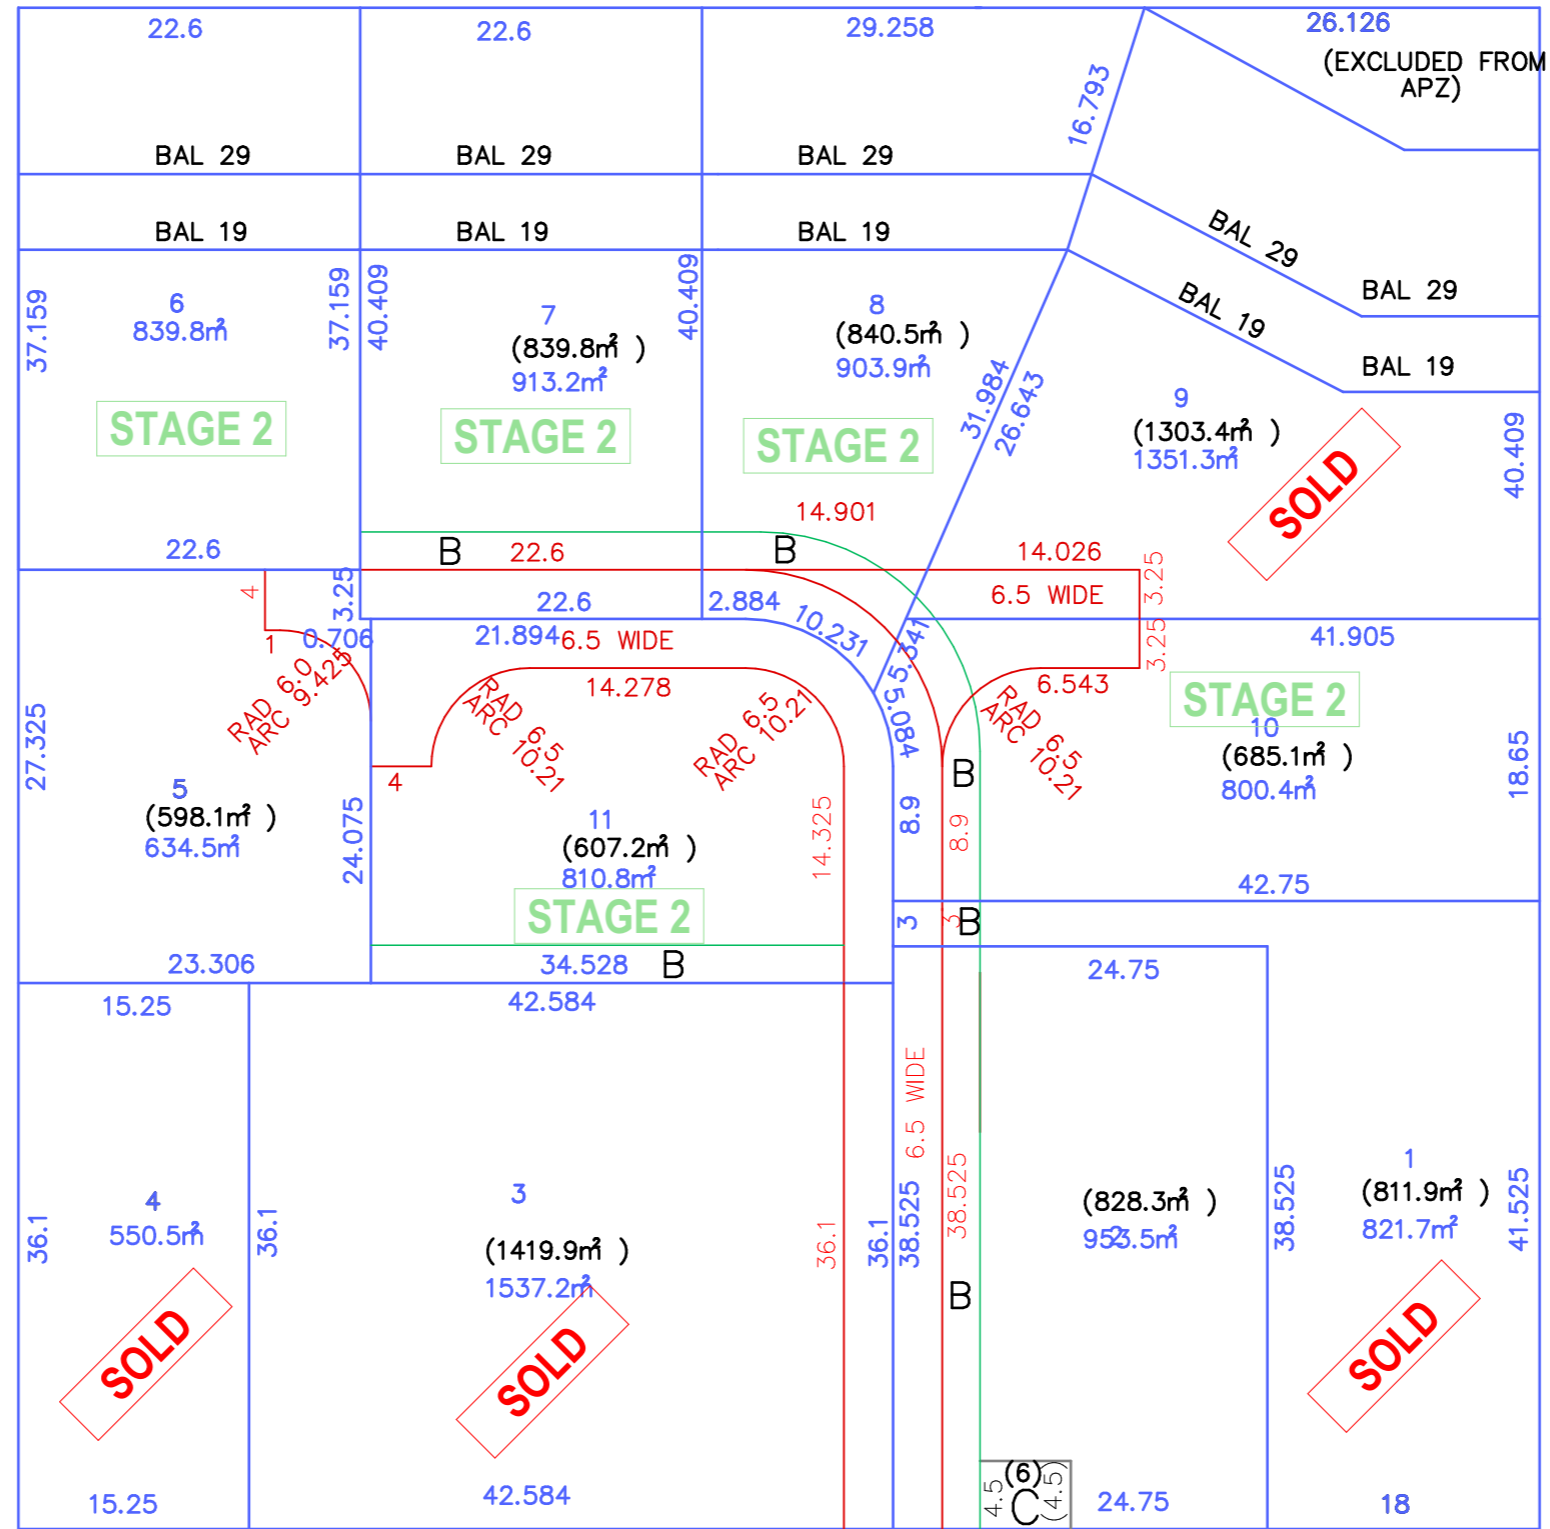 22.6
22.6
29.258
26.126
(EXCLUDED FROM
APZ)
16.793
BAL 29
BAL 29
BAL 29
BAL 19
BAL 19
BAL 19
BAL 29
BAL 29
BAL 19
BAL 19
37.159
6
839.8m²
37.159
40.409
7
(839.8m² )
913.2m²
40.409
8
(840.5m² )
903.9m²
31.984
26.643
9
(1303.4m² )
1351.3m²
40.409
STAGE 2
STAGE 2
STAGE 2
SOLD
14.901
22.6
B
22.6
B
14.026
3.25
4
3.25
22.6
2.884
10.231
6.5 WIDE
3.25
1
0.706
21.894
6.5 WIDE
5.341
41.905
RAD 6.0
ARC 9.425
14.278
6.543
RAD 6.5
ARC 10.21
RAD 6.5
ARC 10.21
5.084
RAD 6.5
ARC 10.21
STAGE 2
10
(685.1m² )
800.4m²
18.65
27.325
4
5
(598.1m² )
634.5m²
24.075
11
(607.2m² )
810.8m²
14.325
8.9
B
8.9
42.75
STAGE 2
3
3
B
23.306
34.528
B
24.75
15.25
42.584
6.5 WIDE
36.1
4
550.5m²
36.1
3
(1419.9m² )
1537.2m²
36.1
36.1
38.525
38.525
(828.3m² )
2
953.5m²
38.525
1
(811.9m² )
821.7m²
41.525
B
SOLD
SOLD
SOLD
15.25
42.584
4.5
(6)
C
(4.5)
24.75
18